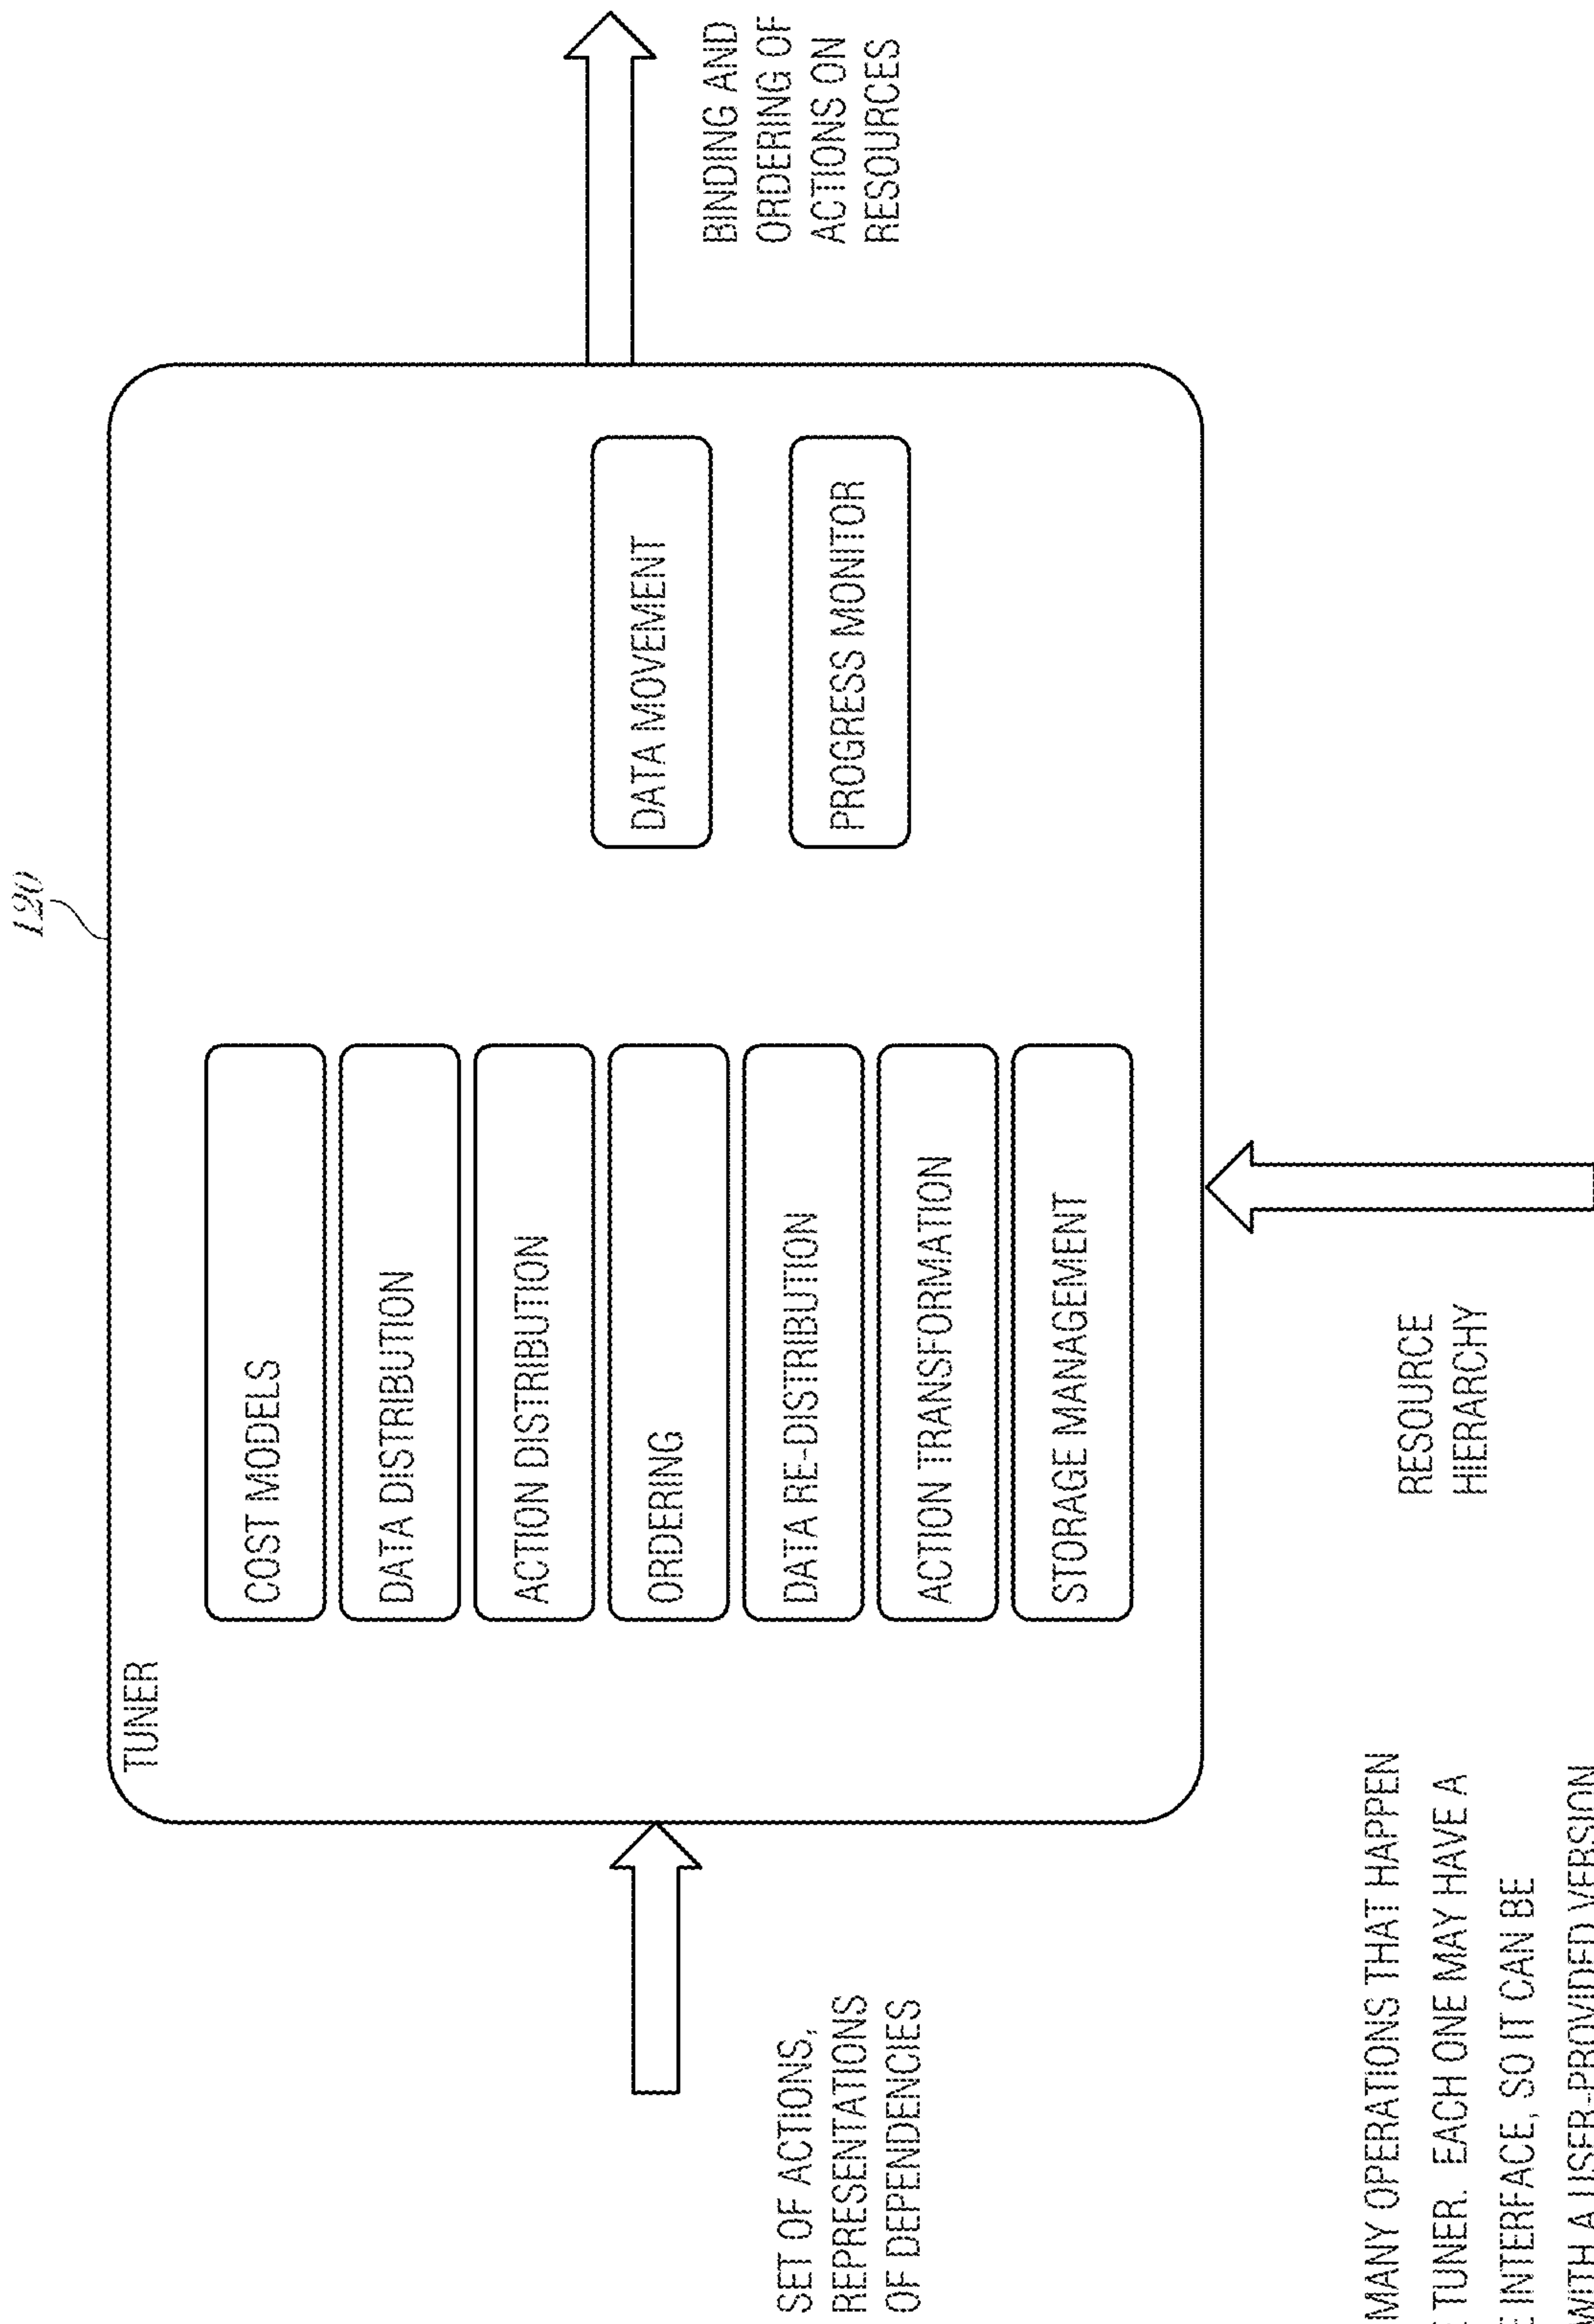 120
TUNER
COST MODELS
DATA DISTRIBUTION
ACTION DISTRIBUTION
ORDERING
DATA RE-DISTRIBUTION
ACTION TRANSFORMATION
STORAGE MANAGEMENT
DATA MOVEMENT
PROGRESS MONITOR
SET OF ACTIONS,
REPRESENTATIONS
OF DEPENDENCIES
BINDING AND
ORDERING OF
ACTIONS ON
RESOURCES
RESOURCE
HIERARCHY
MANY OPERATIONS THAT HAPPEN
TUNER. EACH ONE MAY HAVE A
INTERFACE, SO IT CAN BE
WITH A USER-PROVIDED VERSION